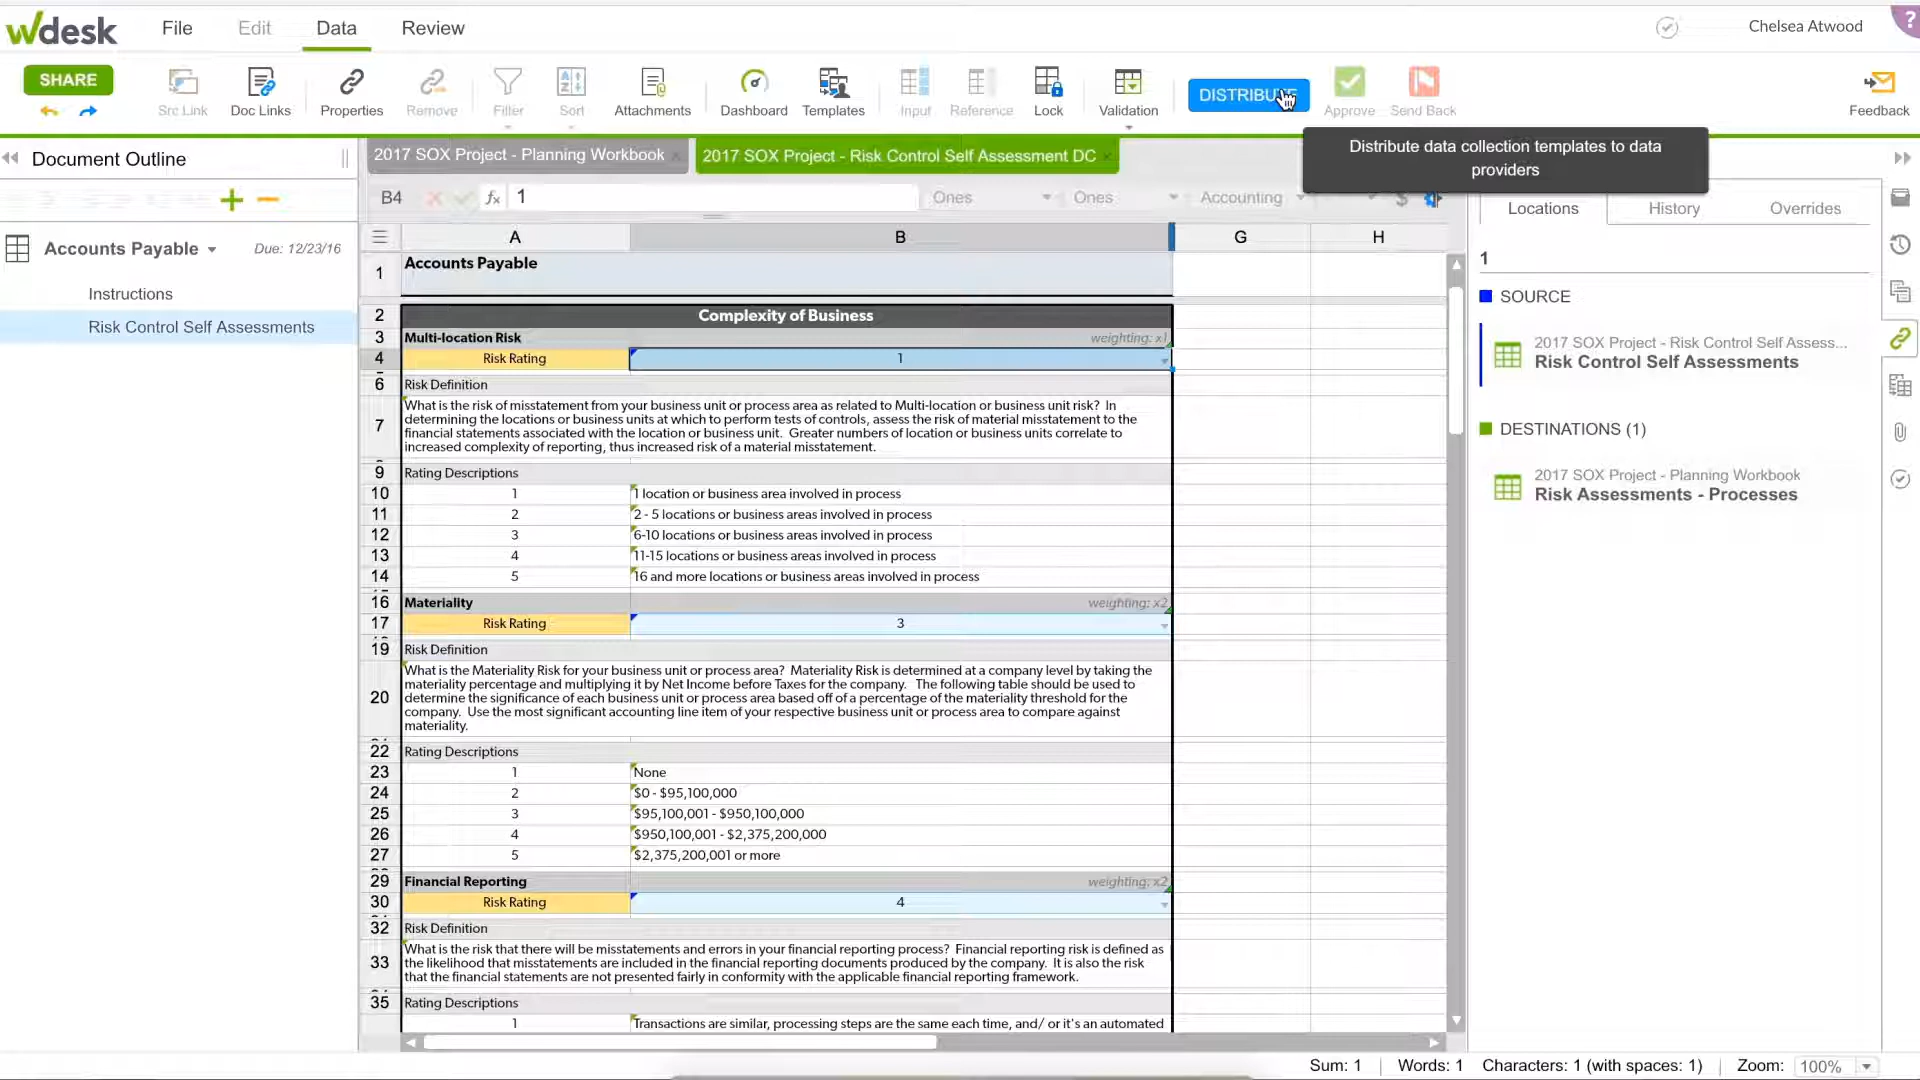 wdesk
File
Edit
Data
Review
Chelsea Atwood
?
SHARE
Src Link
Doc Links
Properties
Remove
Filler
Sort
Attachments
Dashboard
Templates
Input
Reference
Lock
Validation
DISTRIBUTE
Approve
Send Back
Feedback
Distribute data collection templates to data
providers
Document Outline
2017 SOX Project - Planning Workbook
2017 SOX Project - Risk Control Self Assessment DC
B4
fx
1
Ones
Ones
Accounting
$
Locations
History
Overrides
Accounts Payable
Due: 12/23/16
Instructions
Risk Control Self Assessments
A
B
G
H
1
Accounts Payable
2
Complexity of Business
3
Multi-location Risk
weighting: x1
4
Risk Rating
1
6
Risk Definition
7
What is the risk of misstatement from your business unit or process area as related to Multi-location or business unit risk? In
determining the locations or business units at which to perform tests of controls, assess the risk of material misstatement to the
financial statements associated with the location or business unit. Greater numbers of location or business units correlate to
increased complexity of reporting, thus increased risk of a material misstatement.
9
Rating Descriptions
10
1
1 location or business area involved in process
11
2
2 - 5 locations or business areas involved in process
12
3
6-10 locations or business areas involved in process
13
4
11-15 locations or business areas involved in process
14
5
16 and more locations or business areas involved in process
16
Materiality
weighting: x2
17
Risk Rating
3
19
Risk Definition
20
What is the Materiality Risk for your business unit or process area? Materiality Risk is determined at a company level by taking the
materiality percentage and multiplying it by Net Income before Taxes for the company. The following table should be used to
determine the significance of each business unit or process area based off of a percentage of the materiality threshold for the
company. Use the most significant accounting line item of your respective business unit or process area to compare against
materiality.
22
Rating Descriptions
23
1
None
24
2
$0 - $95,100,000
25
3
$95,100,001 - $950,100,000
26
4
$950,100,001 - $2,375,200,000
27
5
$2,375,200,001 or more
29
Financial Reporting
weighting: x2
30
Risk Rating
4
32
Risk Definition
33
What is the risk that there will be misstatements and errors in your financial reporting process? Financial reporting risk is defined as
the likelihood that misstatements are included in the financial reporting documents produced by the company. It is also the risk
that the financial statements are not presented fairly in conformity with the applicable financial reporting framework.
35
Rating Descriptions
1
Transactions are similar, processing steps are the same each time, and/ or it's an automated
1
SOURCE
2017 SOX Project - Risk Control Self Assess...
Risk Control Self Assessments
DESTINATIONS (1)
2017 SOX Project - Planning Workbook
Risk Assessments - Processes
Sum: 1
Words: 1
Characters: 1 (with spaces: 1)
Zoom:
100%